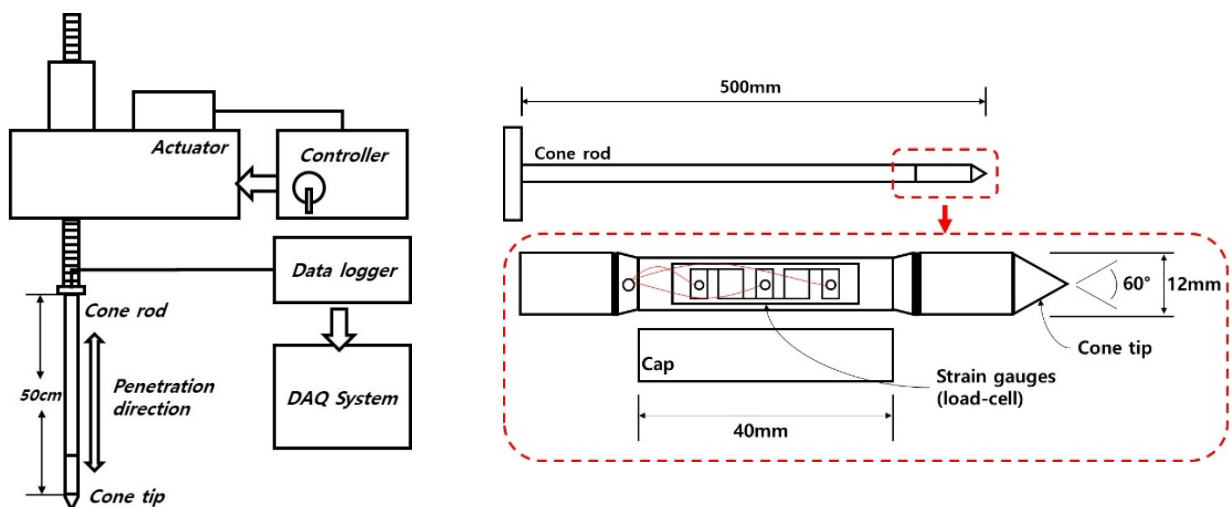 Actuator
Controller
Data logger
Cone rod
50cm
Penetration
direction
DAQ System
Cone tip
500mm
Cone rod
60°
12mm
Cone tip
Cap
Strain gauges
(load-cell)
40mm